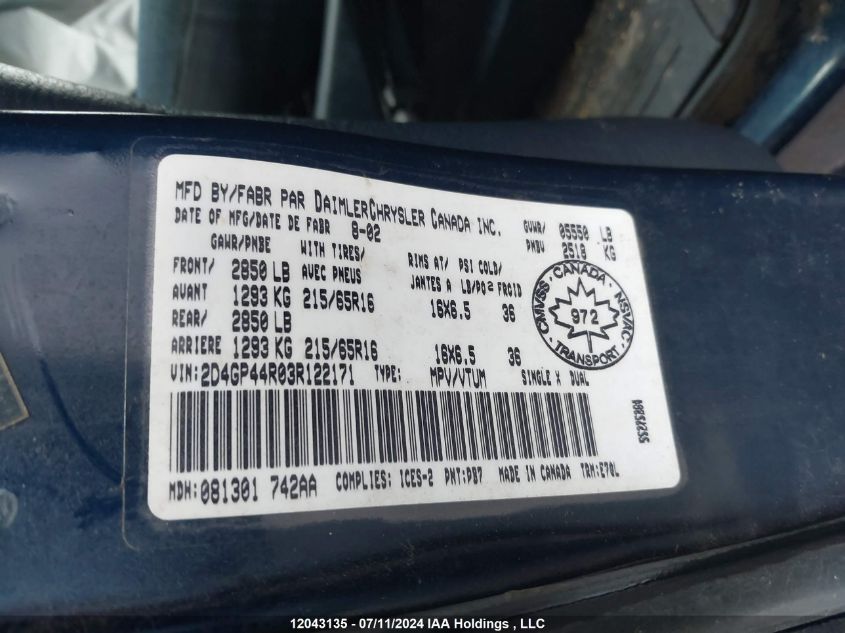 MFD BY/FABR PAR DAIMLERCHRYSLER CANADA INC.
DATE OF MFG/DATE DE FABR 8-02
GVWR/ 05550 LB
PNBV 2518 KG
GAWR/PNBE WITH TIRES/ RIMS AT/ PSI COLD/
FRONT/ 2850 LB AVEC PNEUS JANTES A LB/PO2 FROID
AVANT 1293 KG 215/65R16 16X6.5 36
REAR/ 2850 LB
ARRIERE 1293 KG 215/65R16 16X6.5 36
VIN: 2D4GP44R03R122171 TYPE: MPV/VTUM SINGLE X DUAL
CMVSS · CANADA · NSVAC
972
TRANSPORT
MDH: 081301 742AA COMPLIES: ICES-2 PNT: PB7 MADE IN CANADA TRM: E7DL
12043135 - 07/11/2024 IAA Holdings, LLC